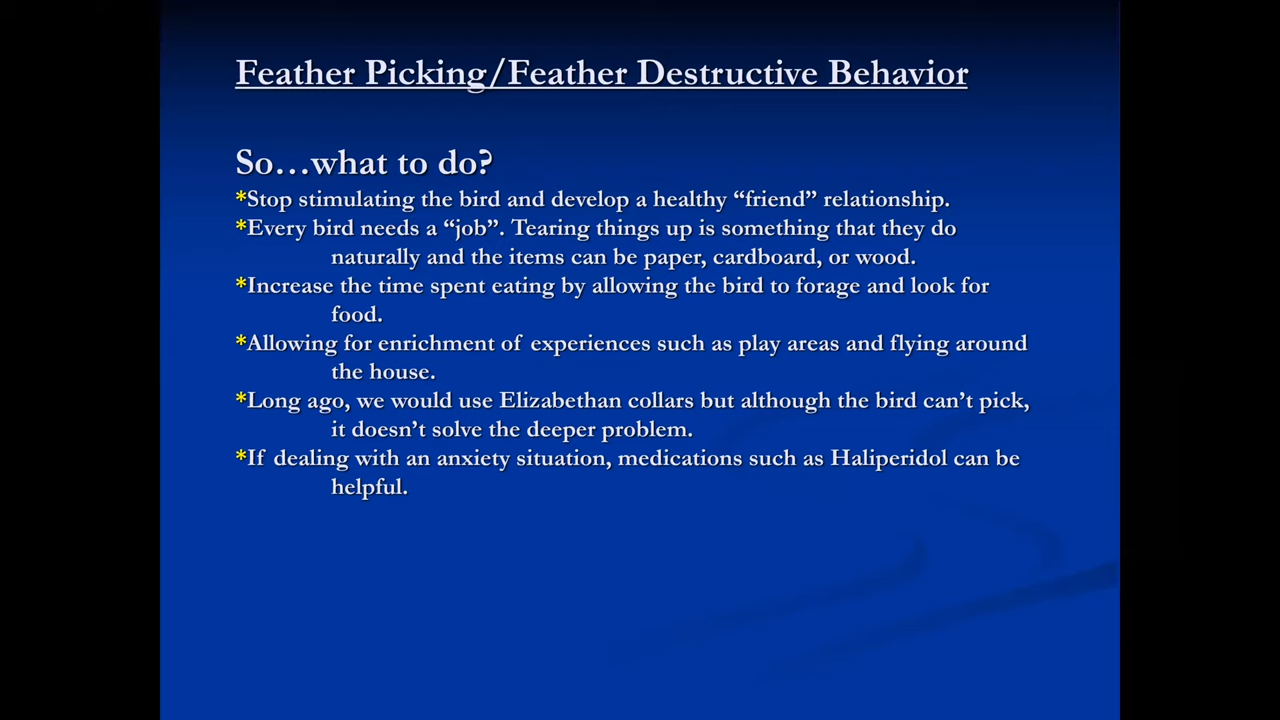 Feather Picking/Feather Destructive Behavior
So…what to do?
*Stop stimulating the bird and develop a healthy “friend” relationship.
*Every bird needs a “job”. Tearing things up is something that they do
naturally and the items can be paper, cardboard, or wood.
*Increase the time spent eating by allowing the bird to forage and look for
food.
*Allowing for enrichment of experiences such as play areas and flying around
the house.
*Long ago, we would use Elizabethan collars but although the bird can’t pick,
it doesn’t solve the deeper problem.
*If dealing with an anxiety situation, medications such as Haliperidol can be
helpful.